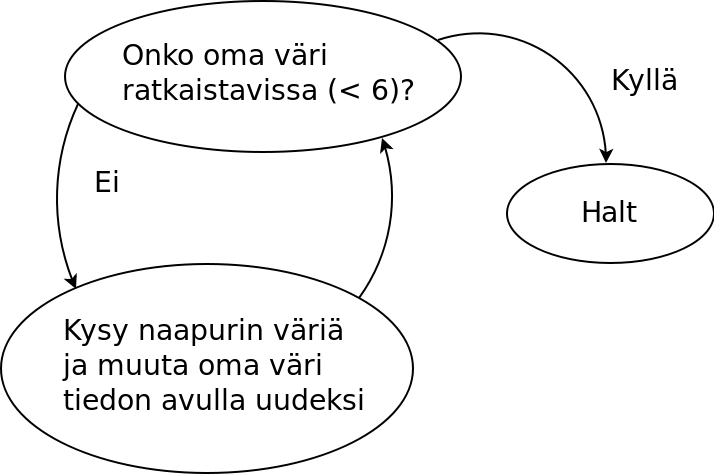 Onko oma väri
ratkaistavissa (< 6)?
Kyllä
Ei
Halt
Kysy naapurin väriä
ja muuta oma väri
tiedon avulla uudeksi